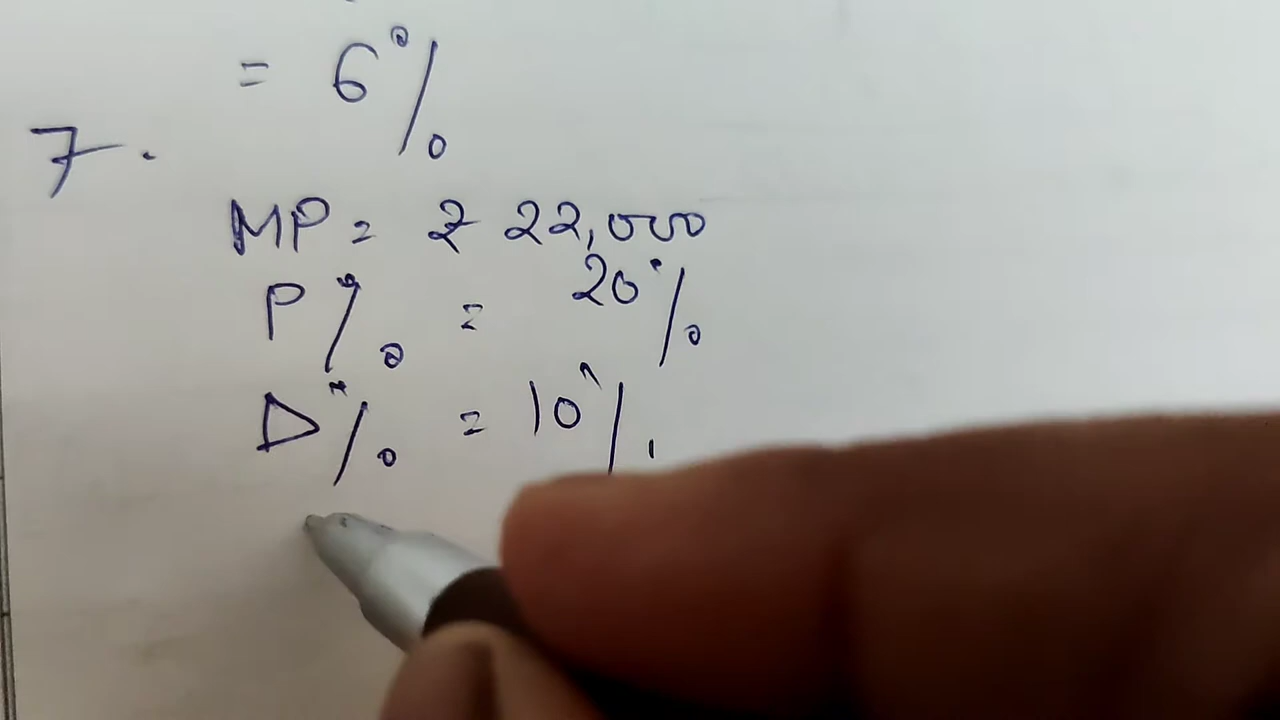 = 6%
7.
MP = ₹ 22,000
P% = 20%
D% = 10%